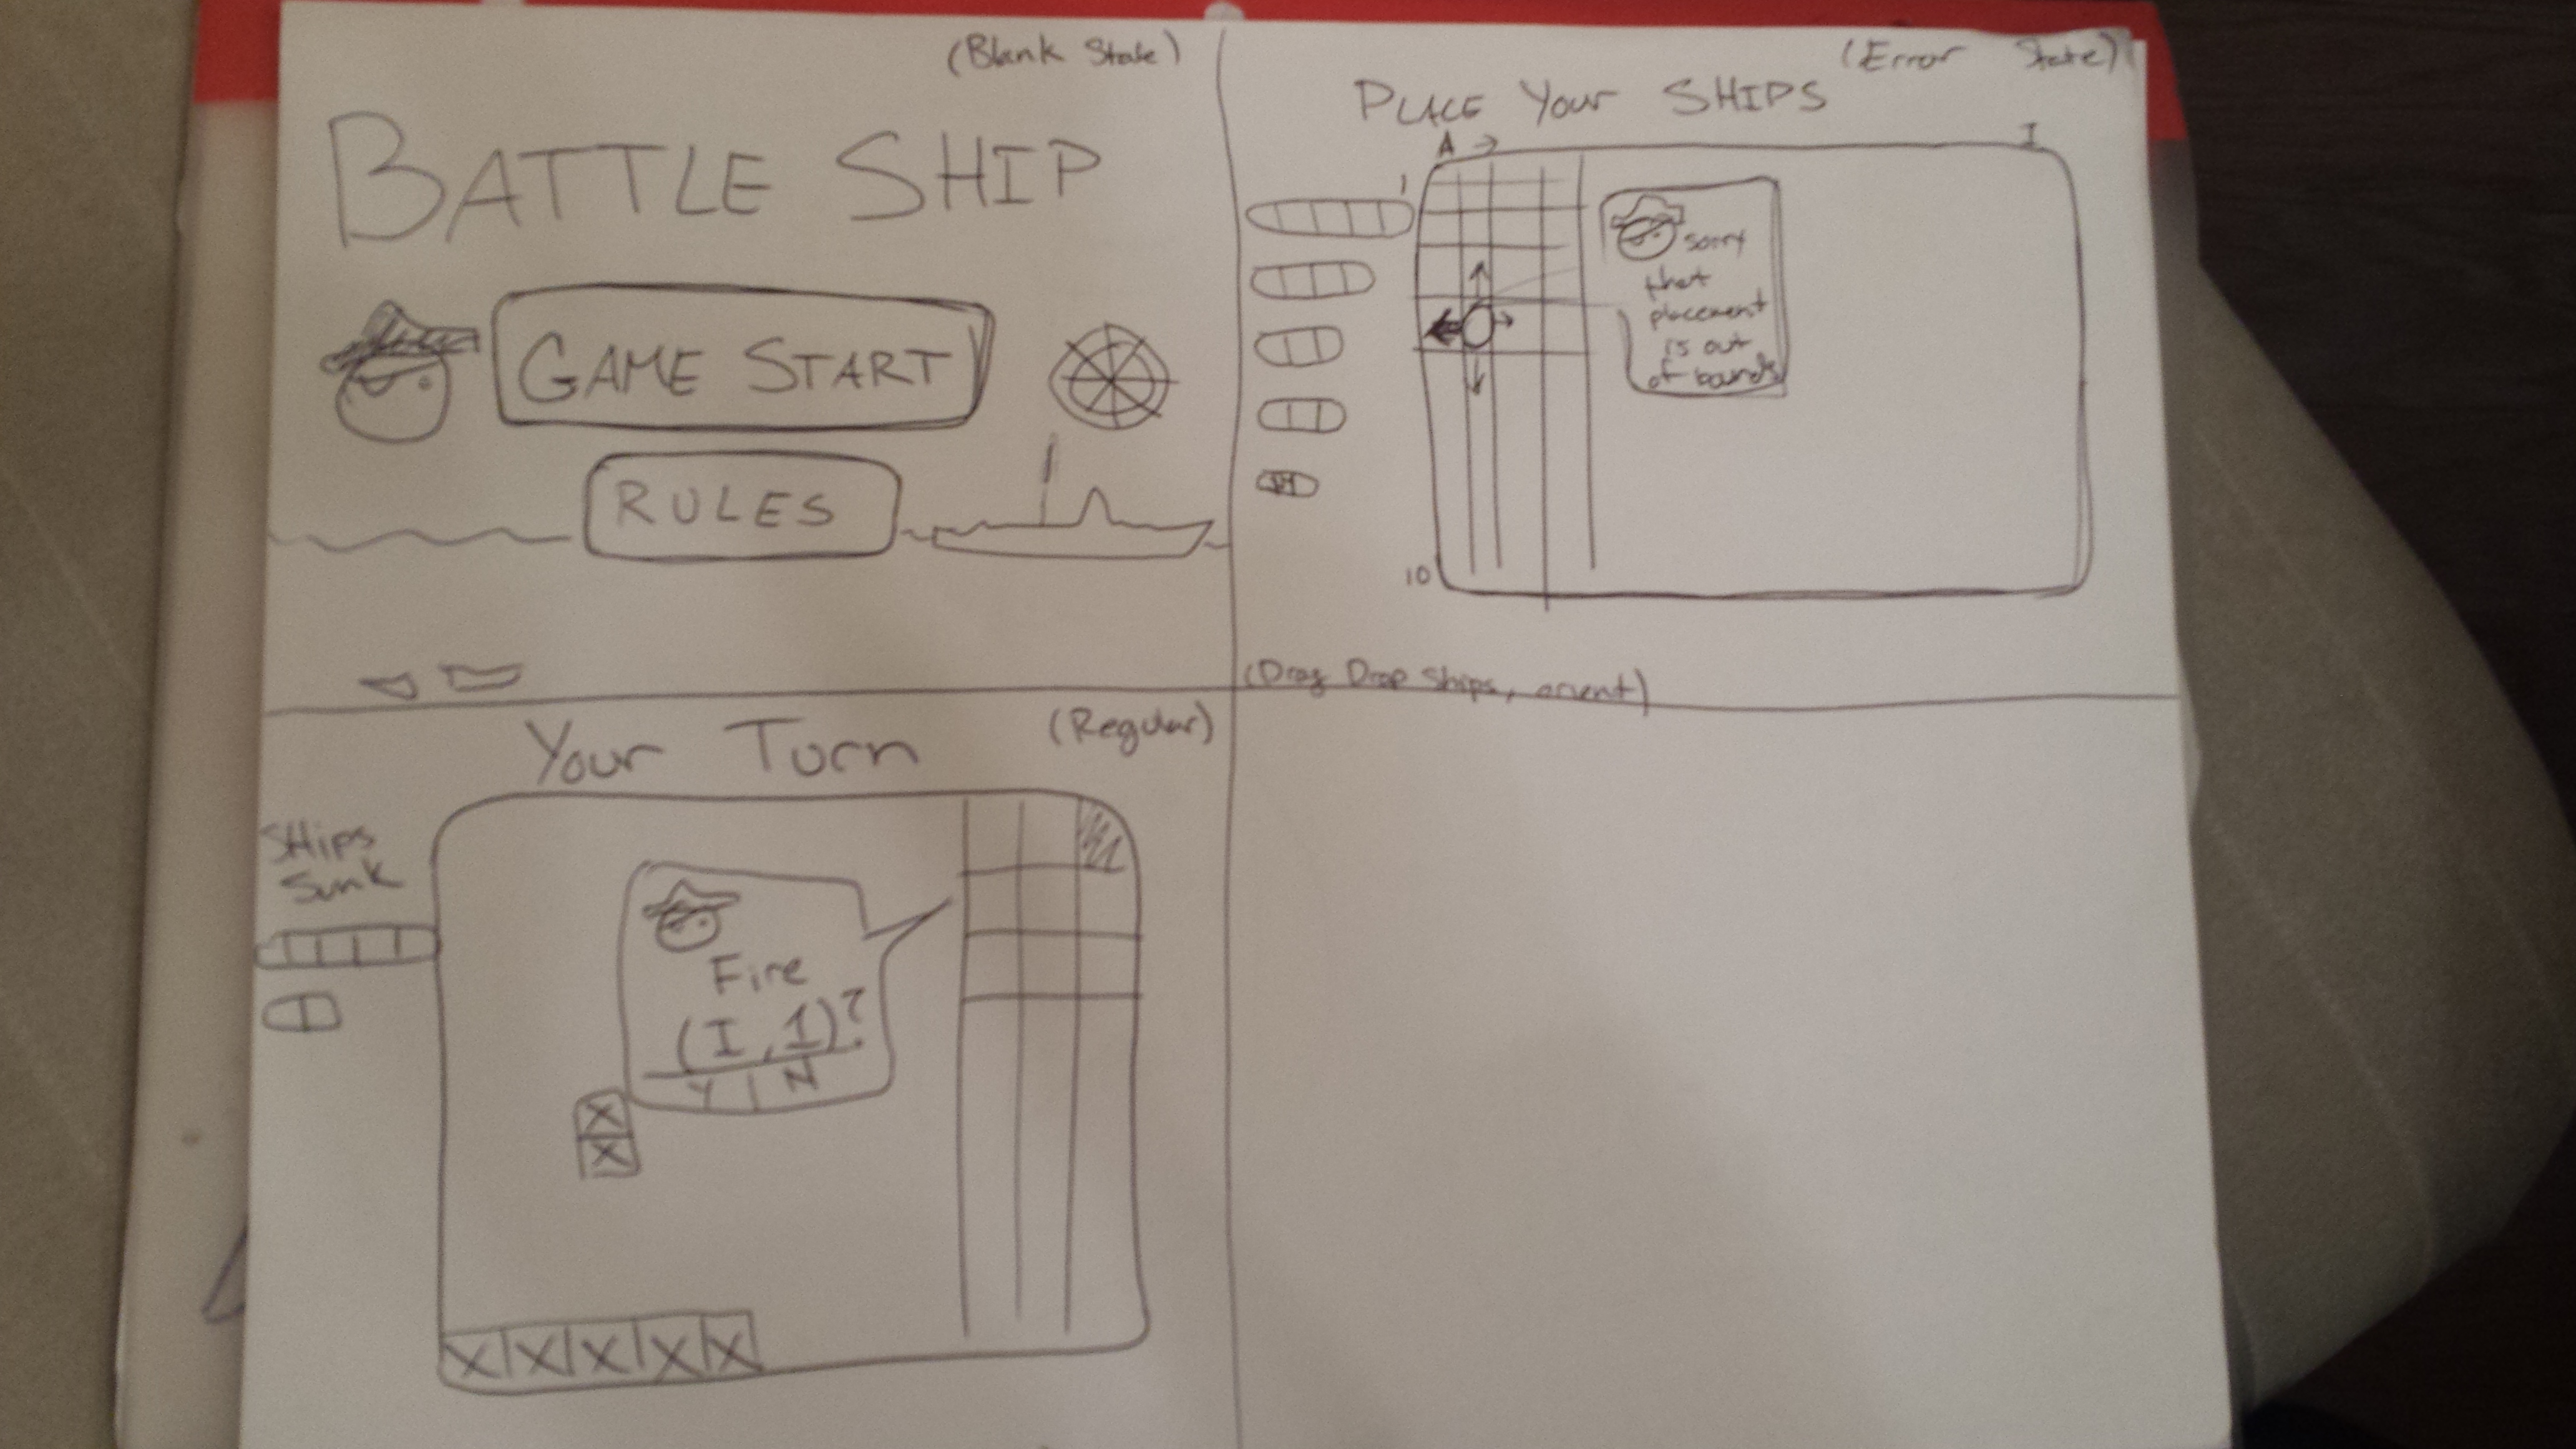 (Blank State)
BATTLE SHIP
GAME START
RULES
(Error State)
PLACE Your SHIPS
A → I
1
sorry
that
placement
is out
of bounds
10
(Drag Drop Ships, orient)
Your Turn
(Regular)
SHips
Sunk
Fire
(I, 1)?
Y | N
X
X
X X X X X